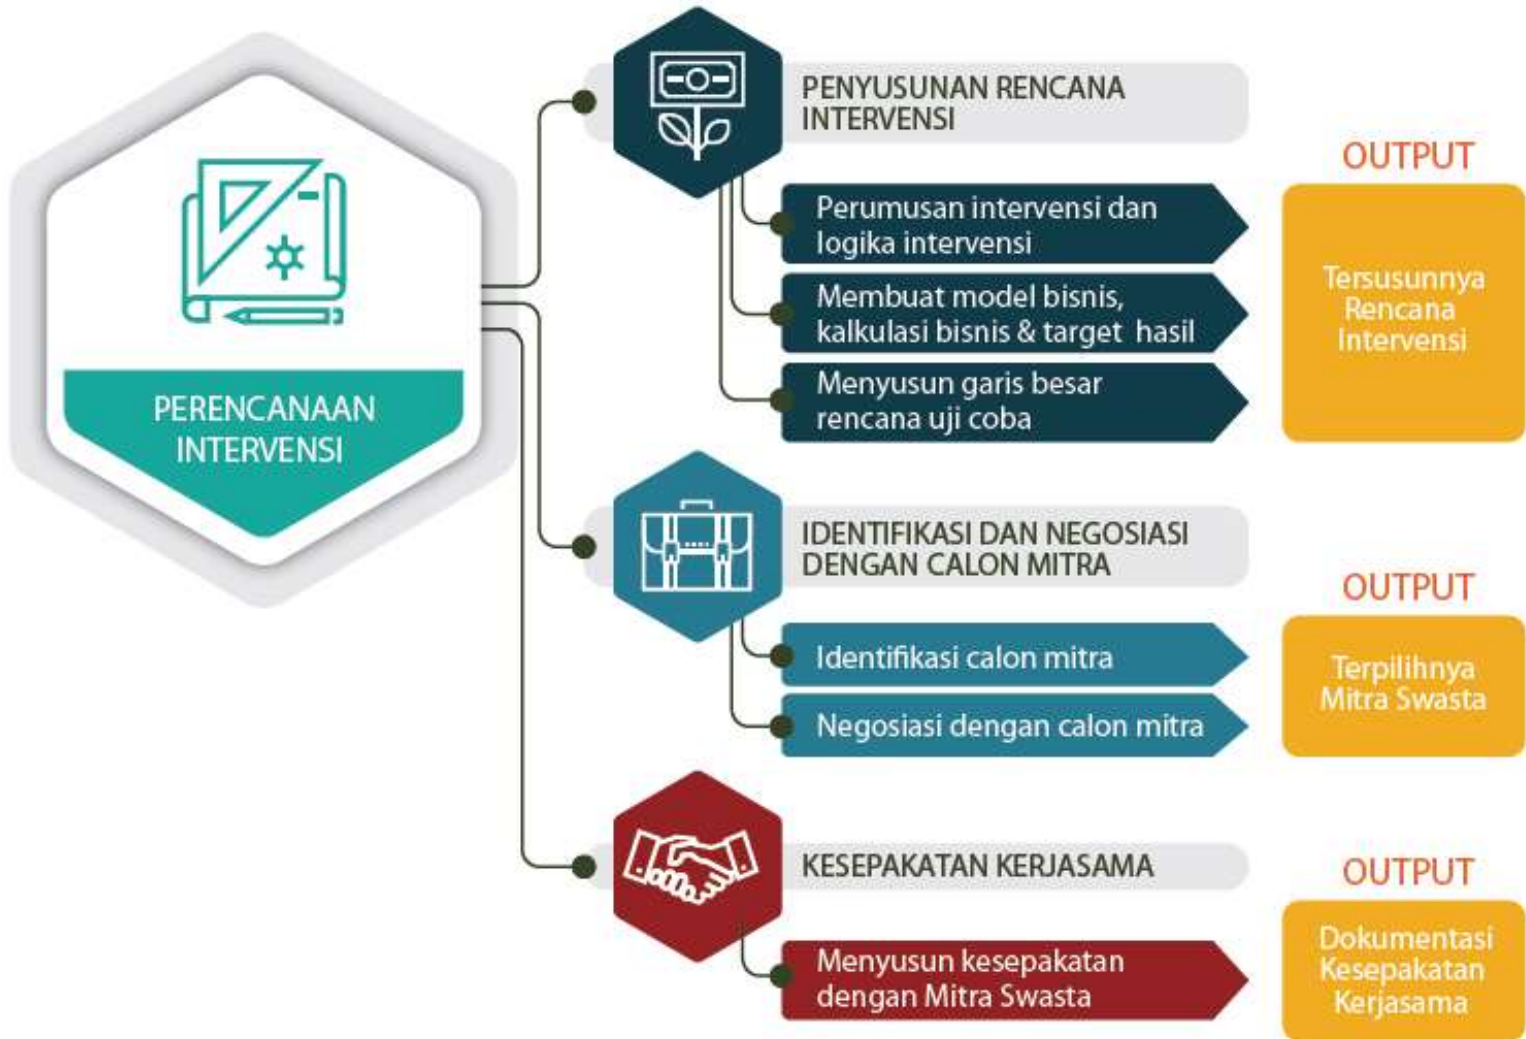 PERENCANAAN
INTERVENSI
PENYUSUNAN RENCANA
INTERVENSI
Perumusan intervensi dan
logika intervensi
Membuat model bisnis,
kalkulasi bisnis & target hasil
Menyusun garis besar
rencana uji coba
OUTPUT
Tersusunnya
Rencana
Intervensi
IDENTIFIKASI DAN NEGOSIASI
DENGAN CALON MITRA
Identifikasi calon mitra
Negosiasi dengan calon mitra
OUTPUT
Terpilihnya
Mitra Swasta
KESEPAKATAN KERJASAMA
Menyusun kesepakatan
dengan Mitra Swasta
OUTPUT
Dokumentasi
Kesepakatan
Kerjasama